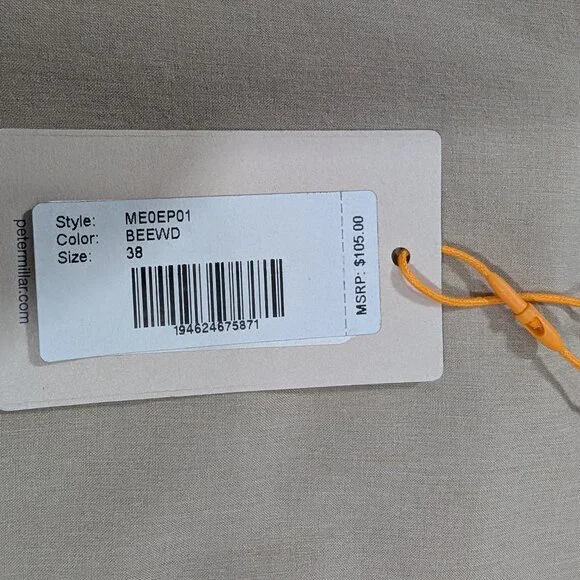 Style: ME0EP01
Color: BEEWD
Size: 38
194624675871
MSRP: $105.00
petermillar.com